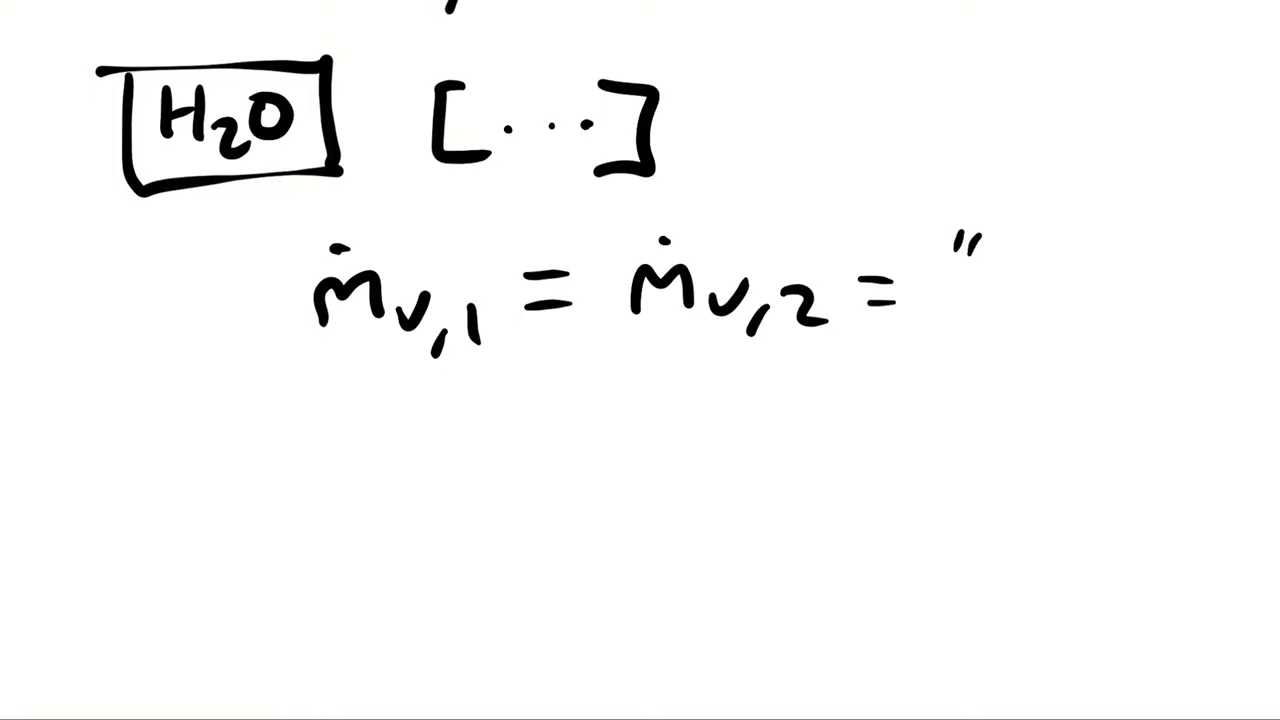 H₂O [...]
ṁᵥ,₁ = ṁᵥ,₂ = "